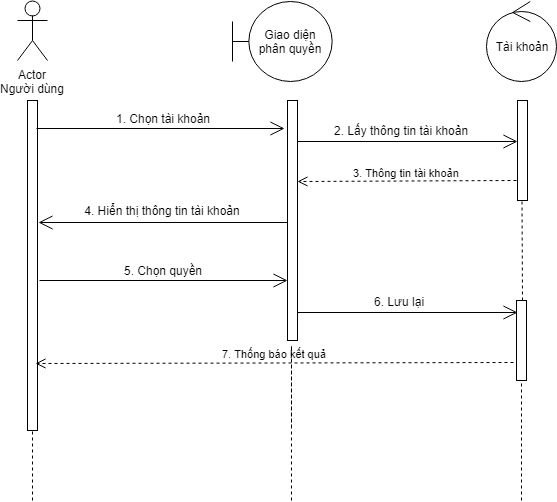 Actor
Người dùng
Giao diện
phân quyền
Tài khoản
1. Chọn tài khoản
2. Lấy thông tin tài khoản
3. Thông tin tài khoản
4. Hiển thị thông tin tài khoản
5. Chọn quyền
6. Lưu lại
7. Thống báo kết quả